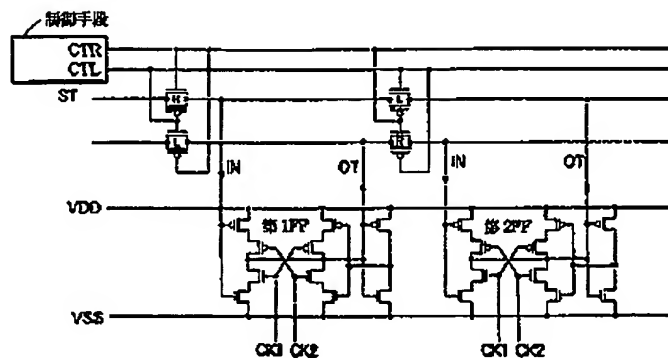 制御手段
CTR
CTL
ST
R
L
L
R
IN
OT
IN
OT
VDD
第1FF
第2FF
VSS
CK1
CK2
CK1
CK2